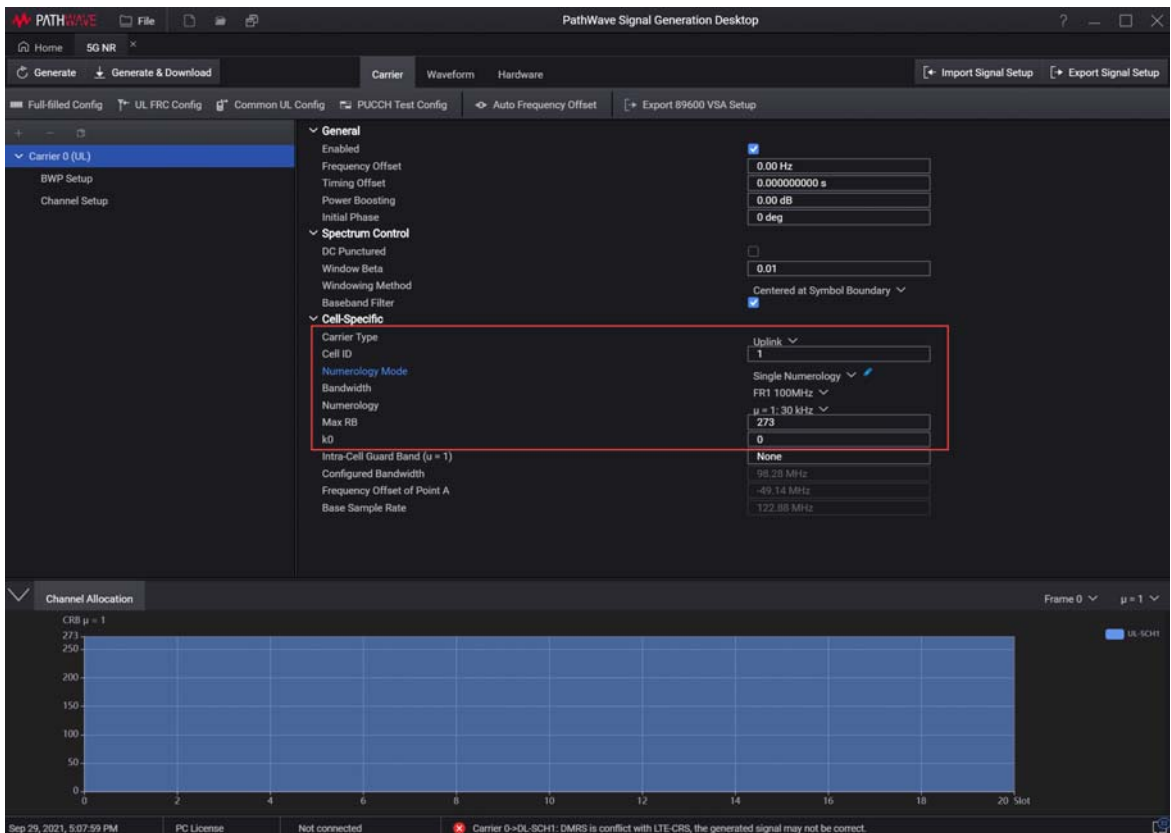 PATHWAVE File PathWave Signal Generation Desktop ?
Home 5G NR ×
Generate Generate & Download Carrier Waveform Hardware Import Signal Setup Export Signal Setup
Full-filled Config UL FRC Config Common UL Config PUCCH Test Config Auto Frequency Offset Export 89600 VSA Setup
Carrier 0 (UL)
BWP Setup
Channel Setup
General
Enabled
Frequency Offset 0.00 Hz
Timing Offset 0.000000000 s
Power Boosting 0.00 dB
Initial Phase 0 deg
Spectrum Control
DC Punctured
Window Beta 0.01
Windowing Method Centered at Symbol Boundary
Baseband Filter
Cell-Specific
Carrier Type Uplink
Cell ID 1
Numerology Mode Single Numerology
Bandwidth FR1 100MHz
Numerology μ = 1: 30 kHz
Max RB 273
k0 0
Intra-Cell Guard Band (u = 1) None
Configured Bandwidth 98.28 MHz
Frequency Offset of Point A -49.14 MHz
Base Sample Rate 122.88 MHz
Channel Allocation Frame 0 μ = 1
CRB μ = 1
273
250
200
150
100
50
0
0 2 4 6 8 10 12 14 16 18 20 Slot
UL-SCH1
Sep 29, 2021, 5:07:59 PM PC License Not connected Carrier 0->DL-SCH1: DMRS is conflict with LTE-CRS, the generated signal may not be correct.